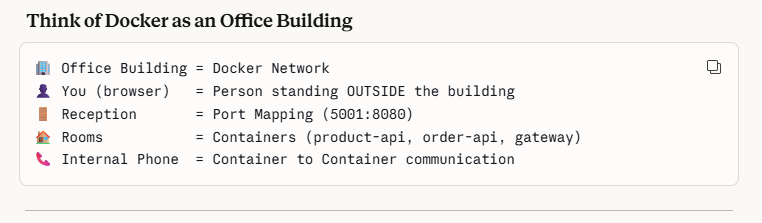 Think of Docker as an Office Building
🏢 Office Building = Docker Network
👤 You (browser)   = Person standing OUTSIDE the building
🚪 Reception       = Port Mapping (5001:8080)
🏠 Rooms           = Containers (product-api, order-api, gateway)
📞 Internal Phone  = Container to Container communication